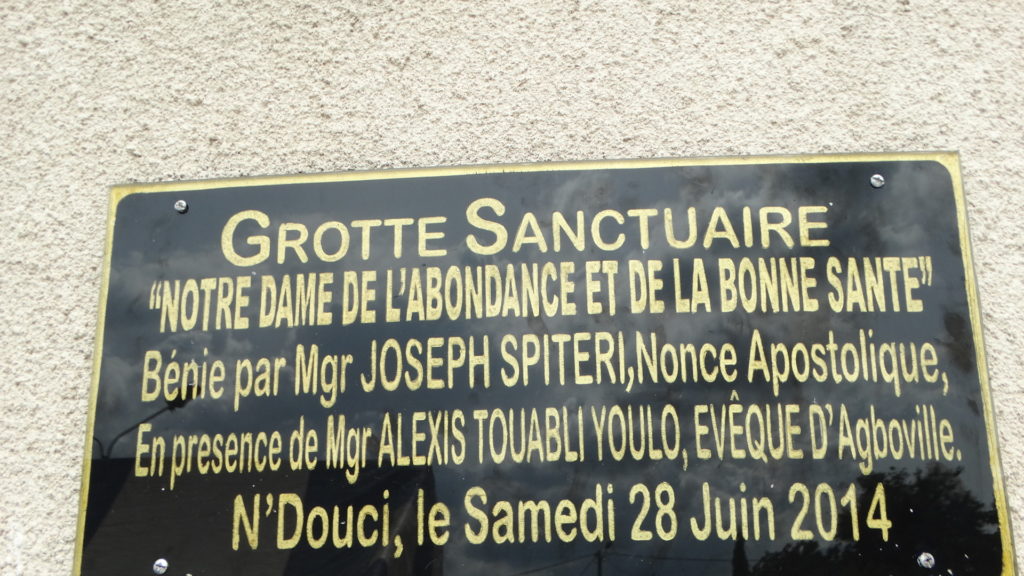 GROTTE SANCTUAIRE
“NOTRE DAME DE L’ABONDANCE ET DE LA BONNE SANTE”
Bénie par Mgr JOSEPH SPITERI,Nonce Apostolique,
En presence de Mgr ALEXIS TOUABLI YOULO, EVÊQUE D’Agboville.
N’Douci, le Samedi 28 Juin 2014